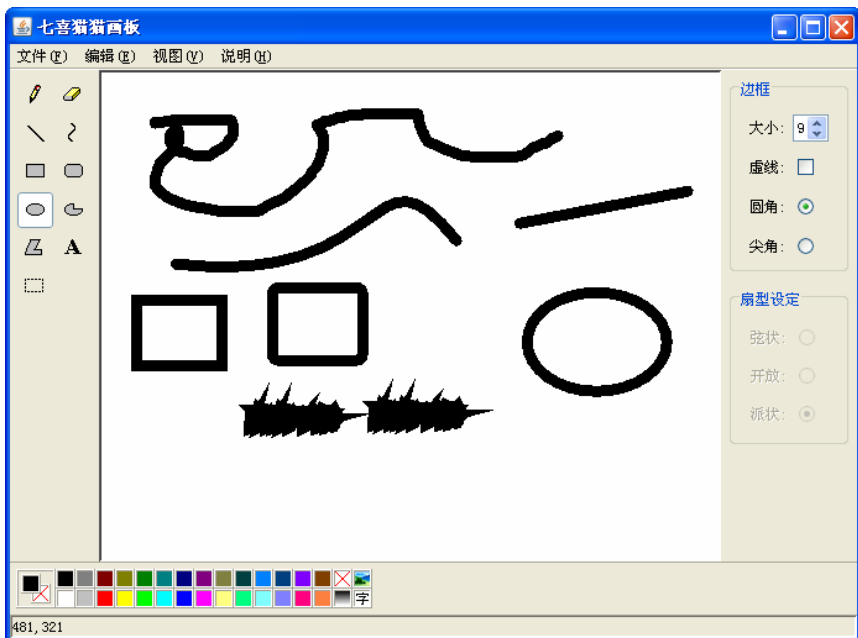 七喜猫猫画板
文件(F) 编辑(E) 视图(V) 说明(H)
边框
大小: 9
虚线:
圆角:
尖角:
A
扇型设定
弦状:
开放:
派状:
字
481,321